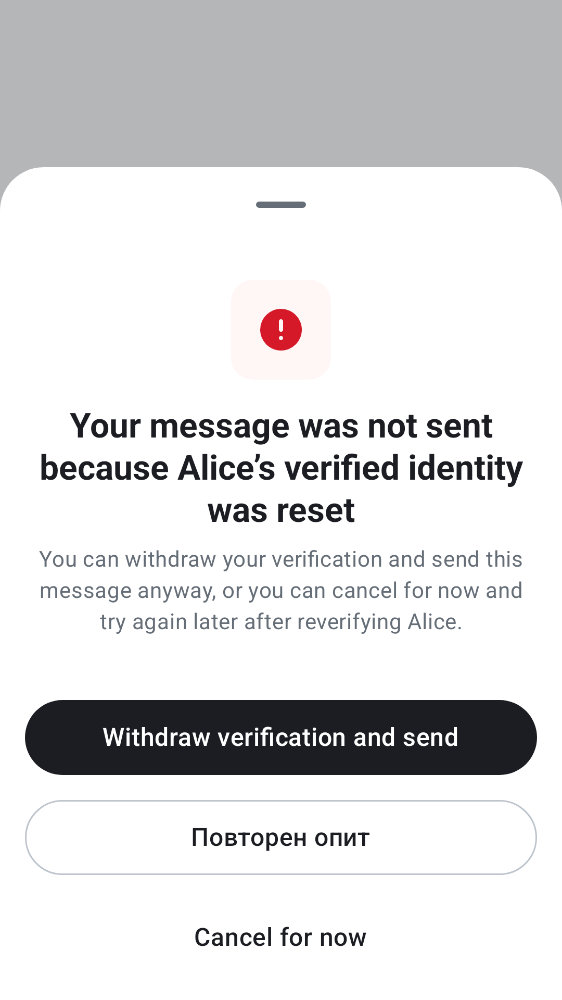 Your message was not sent
because Alice’s verified identity
was reset
You can withdraw your verification and send this
message anyway, or you can cancel for now and
try again later after reverifying Alice.
Withdraw verification and send
Повторен опит
Cancel for now